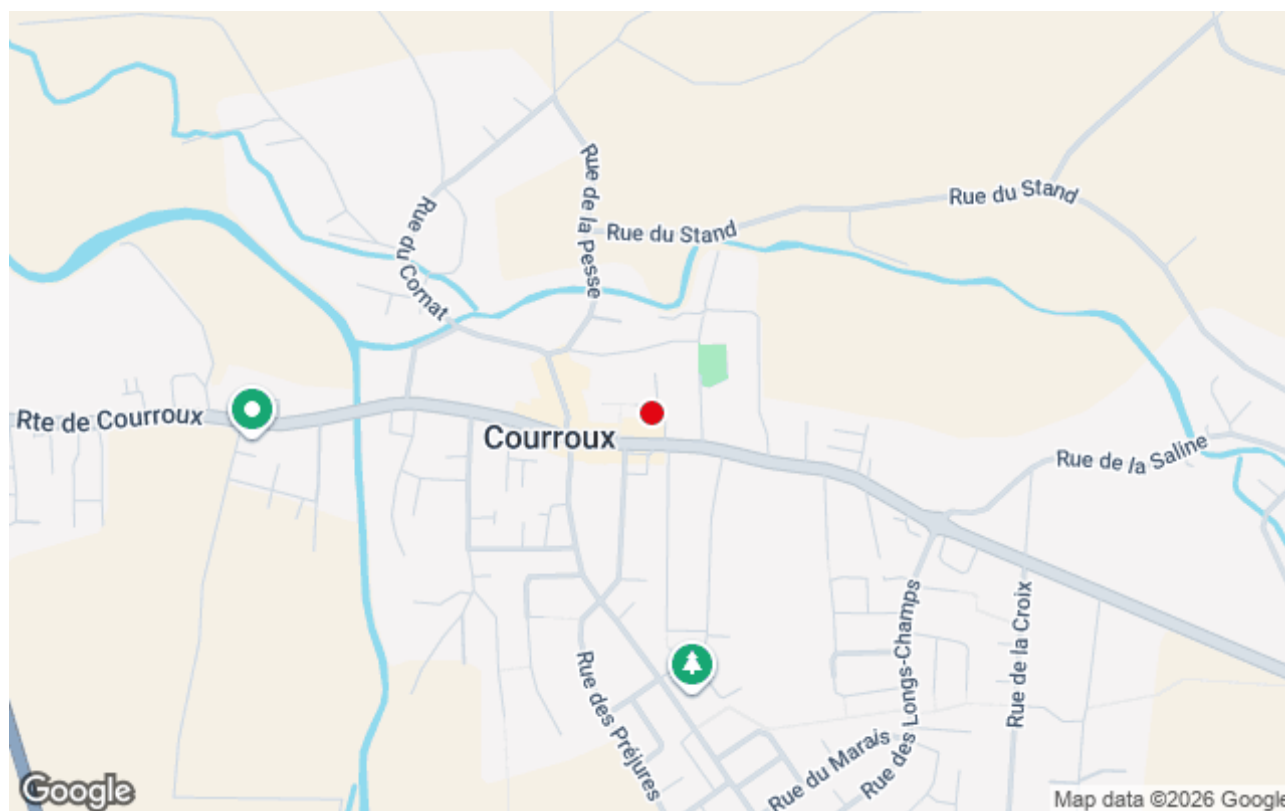 Rue du Stand
Rue de la Pesse
Rue du Stand
Rue du Cornat
Rte de Courroux
Courroux
Rue de la Saline
Rue des Longs-Champs
Rue de la Croix
Rue des Préjures
Rue du Marais
Google
Map data ©2026 Google